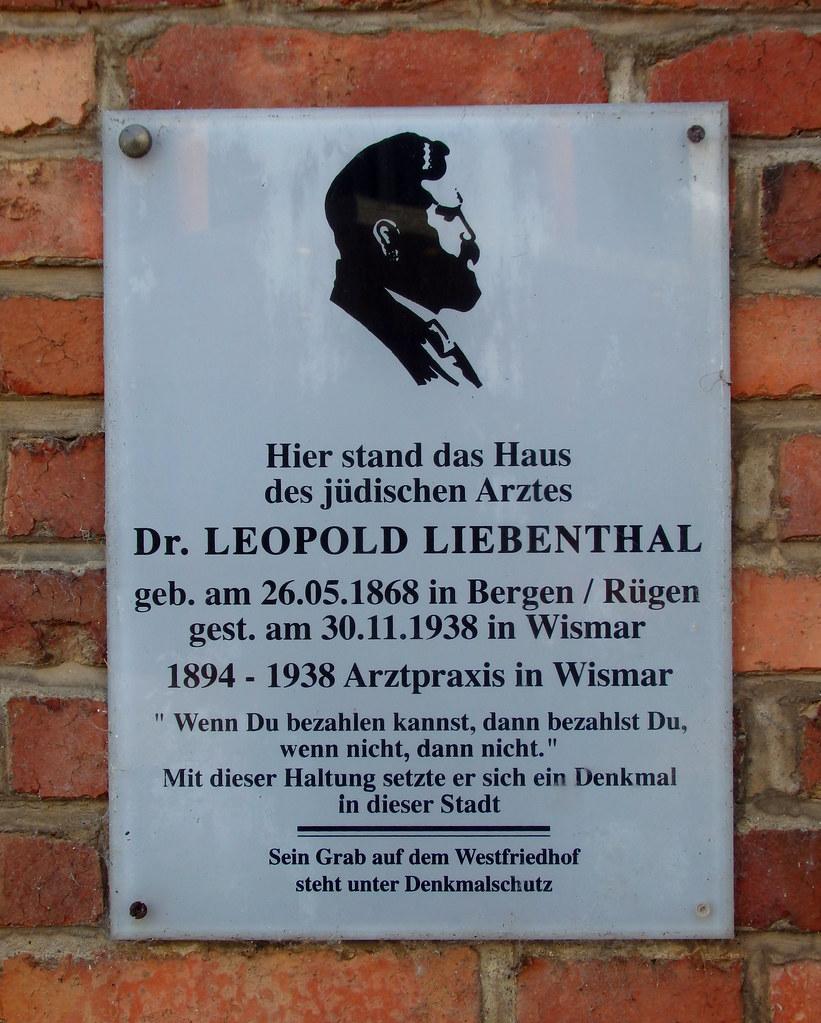 Hier stand das Haus
des jüdischen Arztes
Dr. LEOPOLD LIEBENTHAL
geb. am 26.05.1868 in Bergen / Rügen
gest. am 30.11.1938 in Wismar
1894 - 1938 Arztpraxis in Wismar
" Wenn Du bezahlen kannst, dann bezahlst Du,
wenn nicht, dann nicht."
Mit dieser Haltung setzte er sich ein Denkmal
in dieser Stadt
Sein Grab auf dem Westfriedhof
steht unter Denkmalschutz